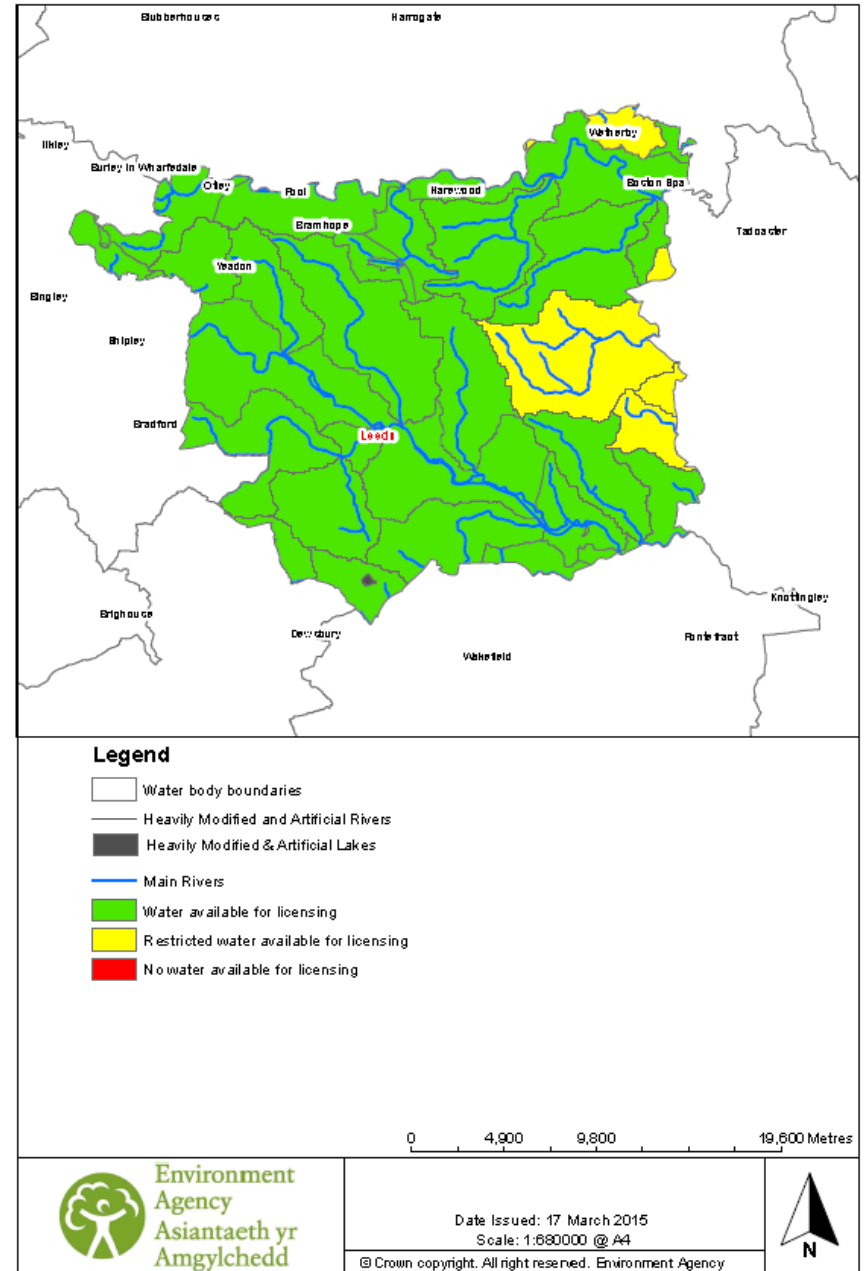 Blubberhouses
Harrogate
Wetherby
Ilkley
Burley in Wharfedale
Otley
Pool
Harewood
Boston Spa
Bramhope
Tadcaster
Yeadon
Bingley
Shipley
Bradford
Leeds
Knottingley
Brighouse
Dewsbury
Pontefract
Wakefield
Legend
Water body boundaries
Heavily Modified and Artificial Rivers
Heavily Modified & Artificial Lakes
Main Rivers
Water available for licensing
Restricted water available for licensing
No water available for licensing
0 4,900 9,800 19,600 Metres
Environment
Agency
Asiantaeth yr
Amgylchedd
Date Issued: 17 March 2015
Scale: 1:680000 @ A4
© Crown copyright. All right reserved. Environment Agency
N